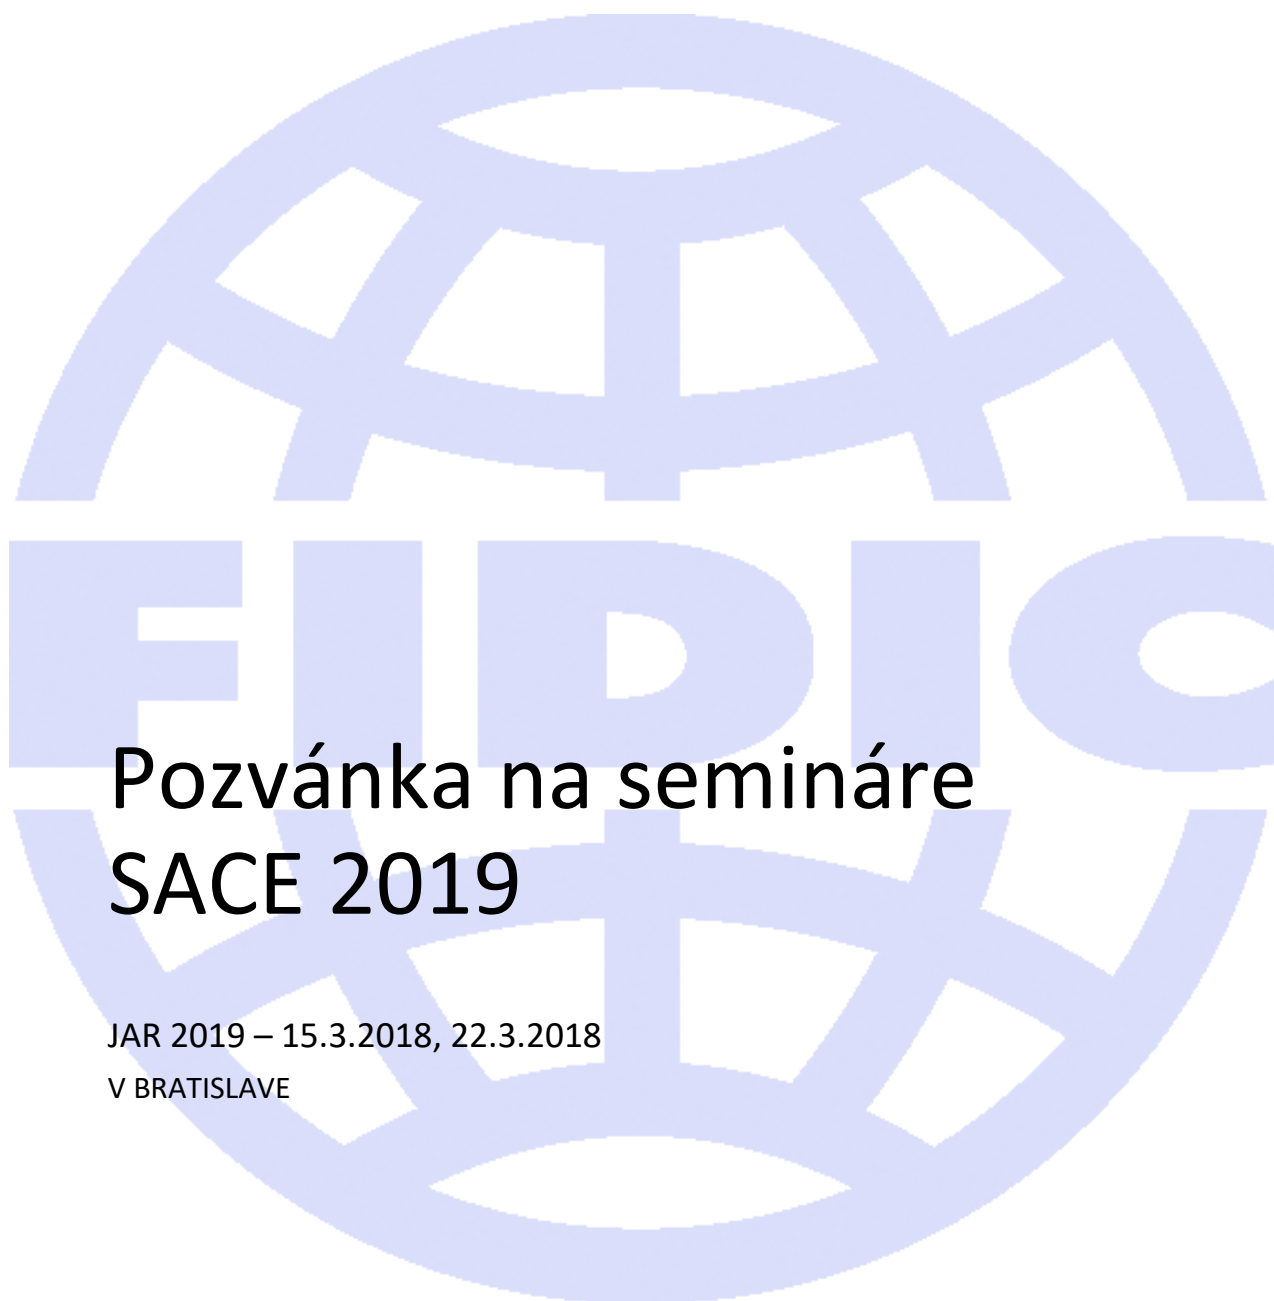 FIDIC
Pozvánka na semináre
SACE 2019
JAR 2019 – 15.3.2018, 22.3.2018
V BRATISLAVE